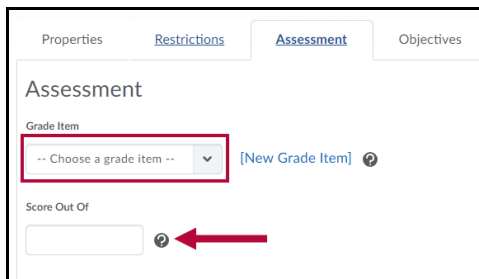 Properties Restrictions Assessment Objectives
Assessment
Grade Item
-- Choose a grade item -- [New Grade Item] ?
Score Out Of
?